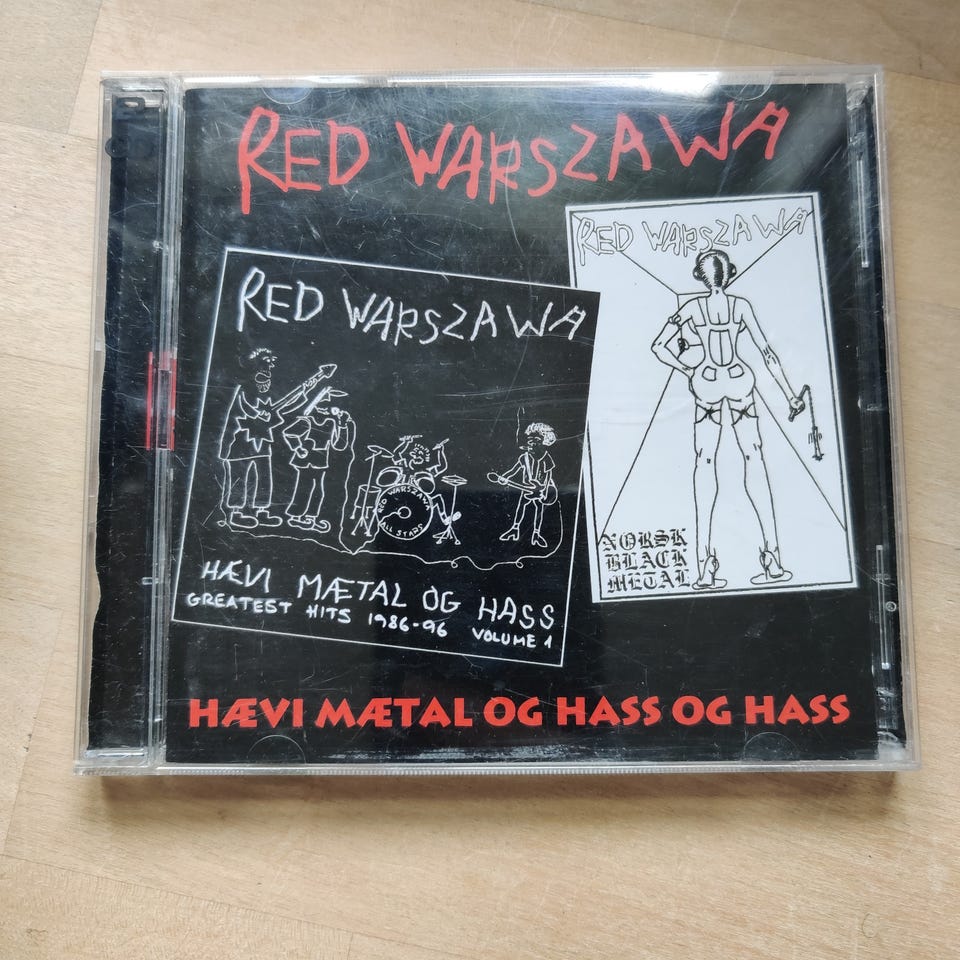 RED WARSZAWA
RED WARSZAWA
RED WARSZAWA
ALL STARS
HÆVI MÆTAL OG HASS
GREATEST HITS 1986-96 VOLUME 1
RED WARSZAWA
NORSK
BLACK
METAL
HÆVI MÆTAL OG HASS OG HASS